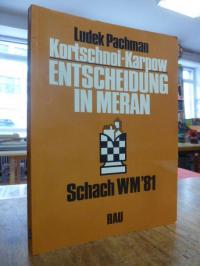 Ludek Pachman
Kortschnoi-Karpow
ENTSCHEIDUNG
IN MERAN
Schach WM'81
RAU